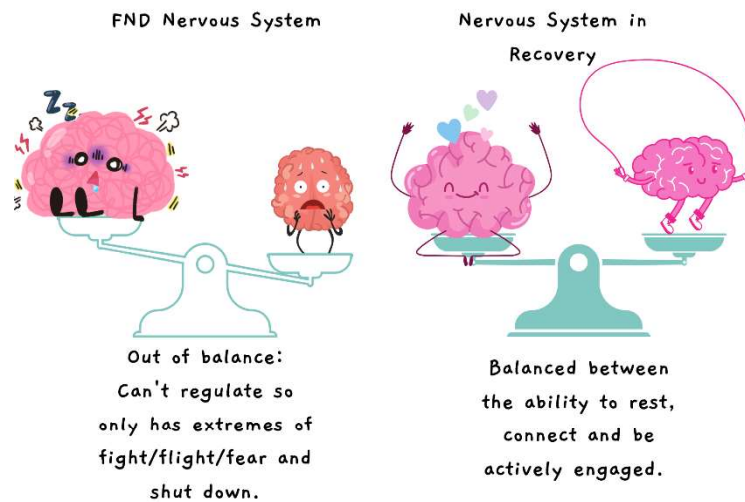 FND Nervous System
Zz
Out of balance:
Can't regulate so
only has extremes of
fight/flight/fear and
shut down.
Nervous System in
Recovery
Balanced between
the ability to rest,
connect and be
actively engaged.